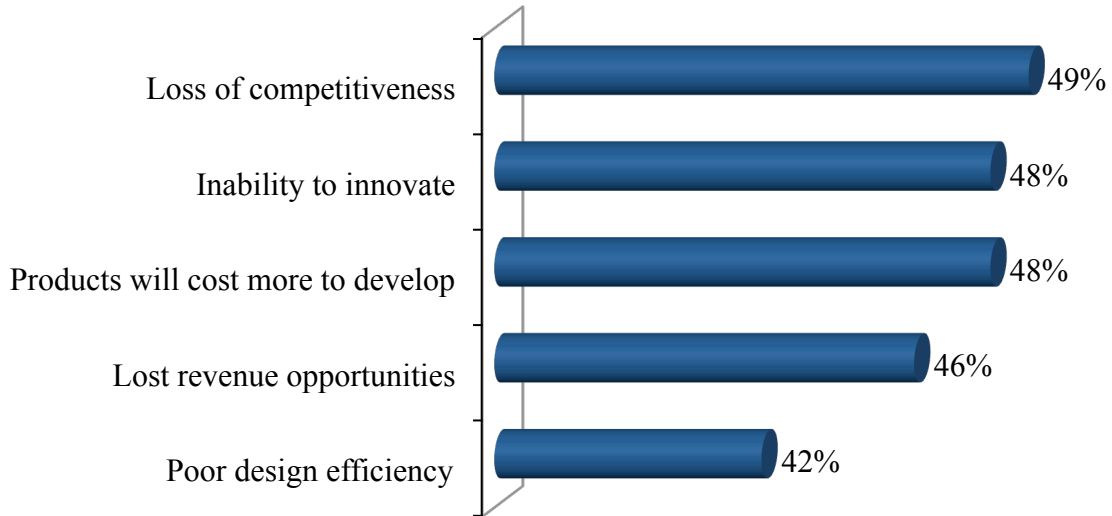 Loss of competitiveness
49%
Inability to innovate
48%
Products will cost more to develop
48%
Lost revenue opportunities
46%
Poor design efficiency
42%